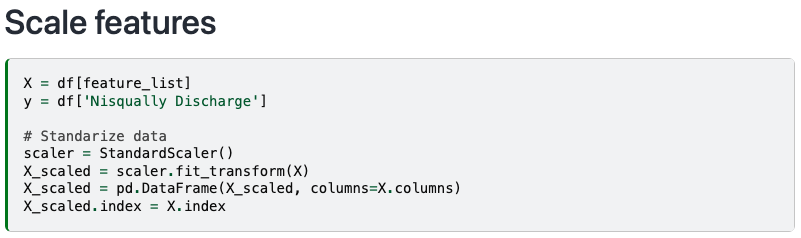 Scale features
X = df[feature_list]
y = df['Nisqually Discharge']
# Standarize data
scaler = StandardScaler()
X_scaled = scaler.fit_transform(X)
X_scaled = pd.DataFrame(X_scaled, columns=X.columns)
X_scaled.index = X.index